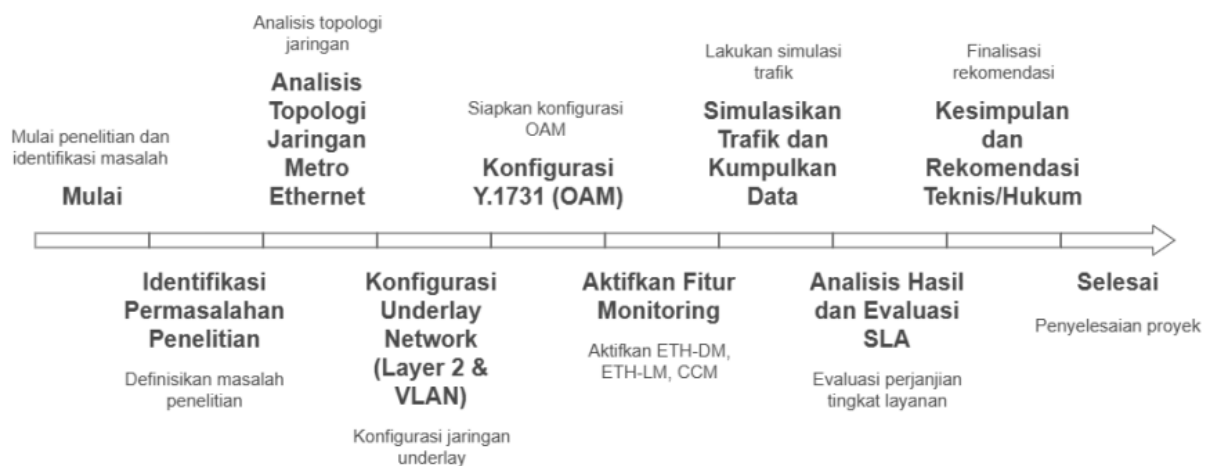 Mulai penelitian dan
identifikasi masalah
Mulai
Identifikasi
Permasalahan
Penelitian
Definisikan masalah
penelitian
Analisis topologi
jaringan
Analisis
Topologi
Jaringan
Metro
Ethernet
Konfigurasi
Underlay
Network
(Layer 2 &
VLAN)
Konfigurasi jaringan
underlay
Siapkan konfigurasi
OAM
Konfigurasi
Y.1731 (OAM)
Aktifkan Fitur
Monitoring
Aktifkan ETH-DM,
ETH-LM, CCM
Lakukan simulasi
trafik
Simulasikan
Trafik dan
Kumpulkan
Data
Analisis Hasil
dan Evaluasi
SLA
Evaluasi perjanjian
tingkat layanan
Finalisasi
rekomendasi
Kesimpulan
dan
Rekomendasi
Teknis/Hukum
Selesai
Penyelesaian proyek